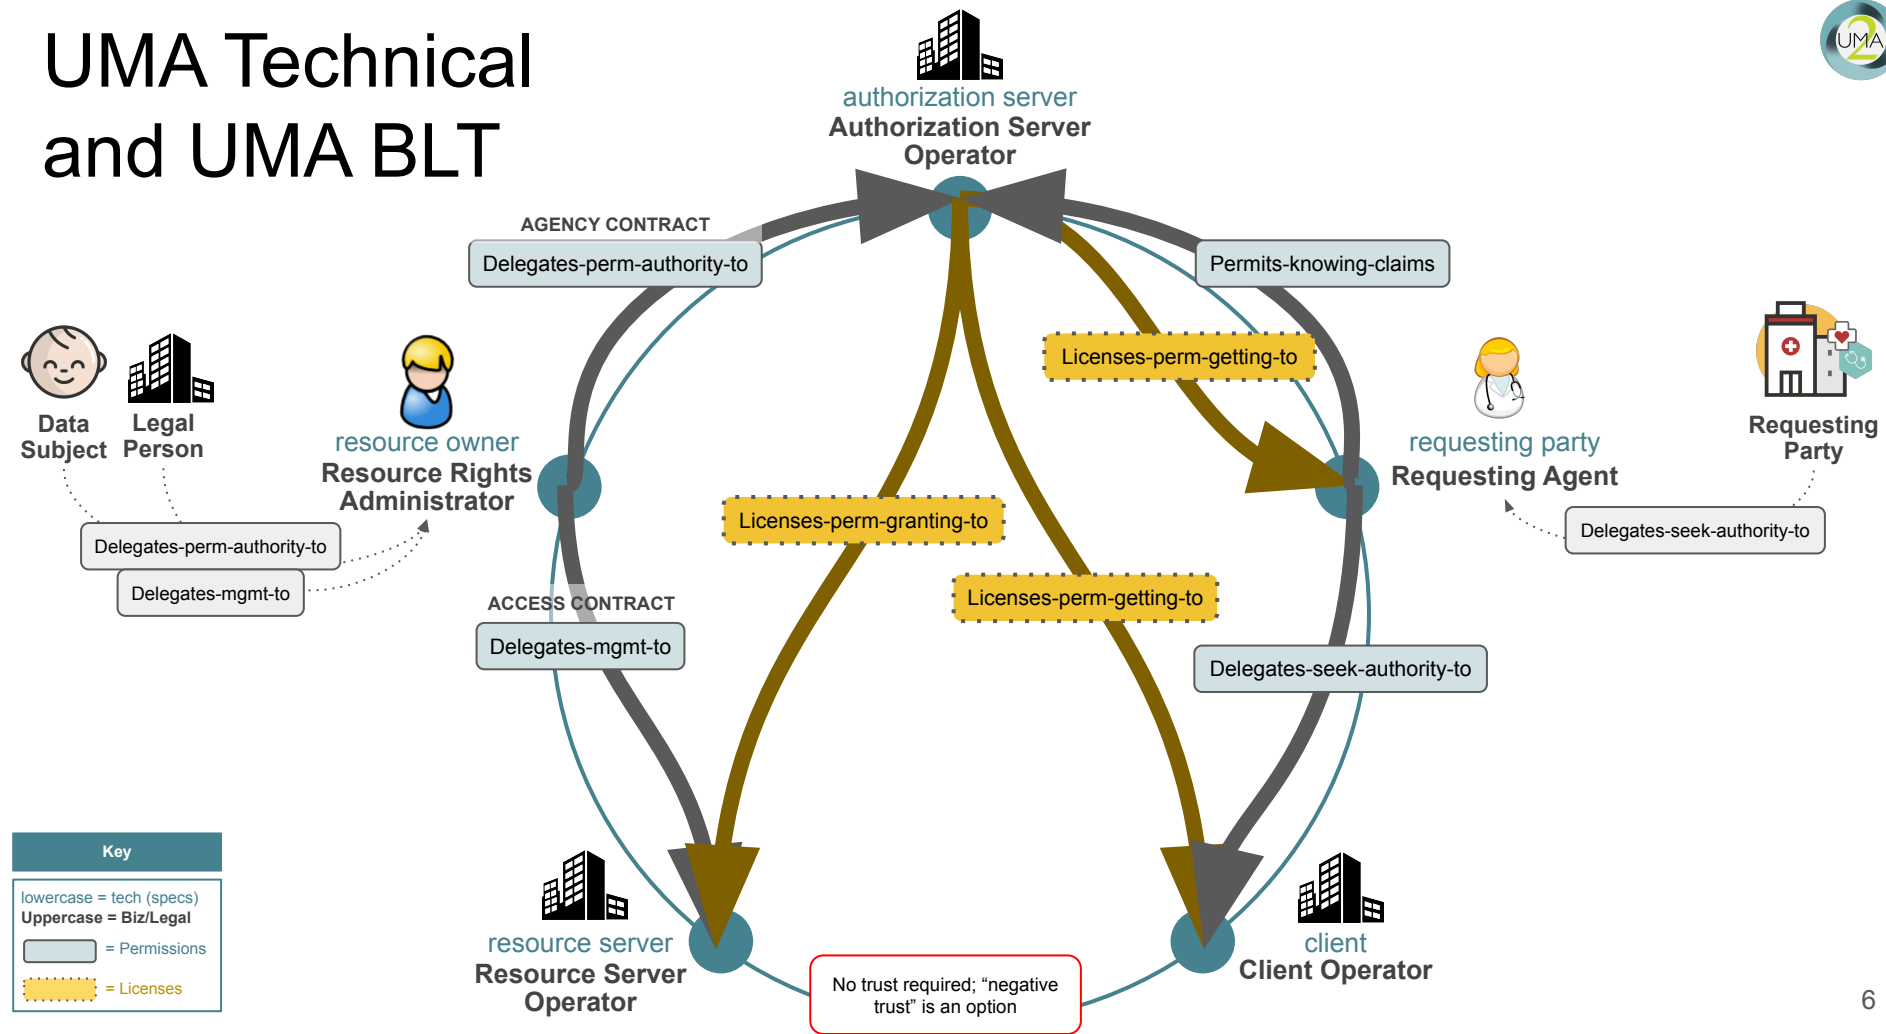 UMA Technical
and UMA BLT
UMA
2
authorization server
Authorization Server
Operator
AGENCY CONTRACT
Delegates-perm-authority-to
Permits-knowing-claims
Licenses-perm-getting-to
Data
Subject
Legal
Person
resource owner
Resource Rights
Administrator
requesting party
Requesting Agent
Requesting
Party
Delegates-perm-authority-to
Delegates-mgmt-to
Licenses-perm-granting-to
Delegates-seek-authority-to
ACCESS CONTRACT
Delegates-mgmt-to
Licenses-perm-getting-to
Delegates-seek-authority-to
Key
lowercase = tech (specs)
Uppercase = Biz/Legal
= Permissions
= Licenses
resource server
Resource Server
Operator
No trust required; “negative
trust” is an option
client
Client Operator
6